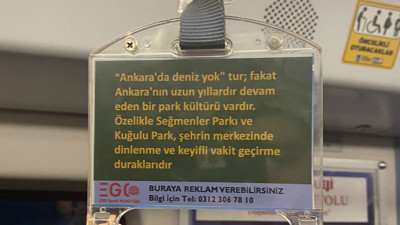 "Ankara'da deniz yok" tur; fakat
Ankara'nın uzun yıllardır devam
eden bir park kültürü vardır.
Özelikle Seğmenler Parkı ve
Kuğulu Park, şehrin merkezinde
dinlenme ve keyifli vakit geçirme
duraklarıdır
EGO
BURAYA REKLAM VEREBİLİRSİNİZ
Bilgi İçin Tel: 0312 306 78 10
ÖNCELİKLİ
OTURACAKLAR